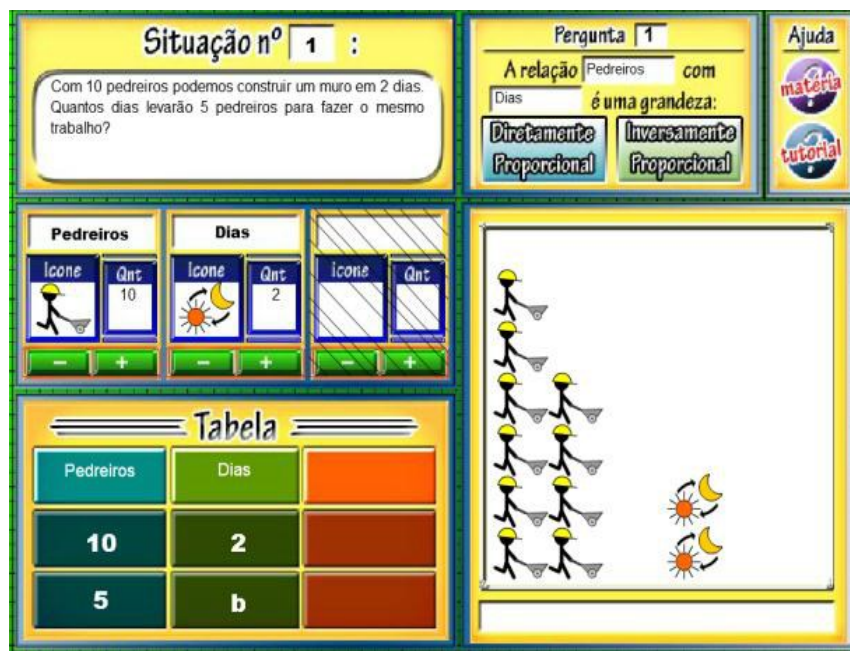 Situação nº 1 :
Com 10 pedreiros podemos construir um muro em 2 dias.
Quantos dias levarão 5 pedreiros para fazer o mesmo
trabalho?
Pergunta 1
A relação Pedreiros com
Dias é uma grandeza:
Diretamente Proporcional
Inversamente Proporcional
Ajuda
matéria
tutorial
Pedreiros
Icone Qnt
10
- +
Dias
Icone Qnt
2
- +
Icone Qnt
- +
Tabela
Pedreiros Dias
10 2
5 b